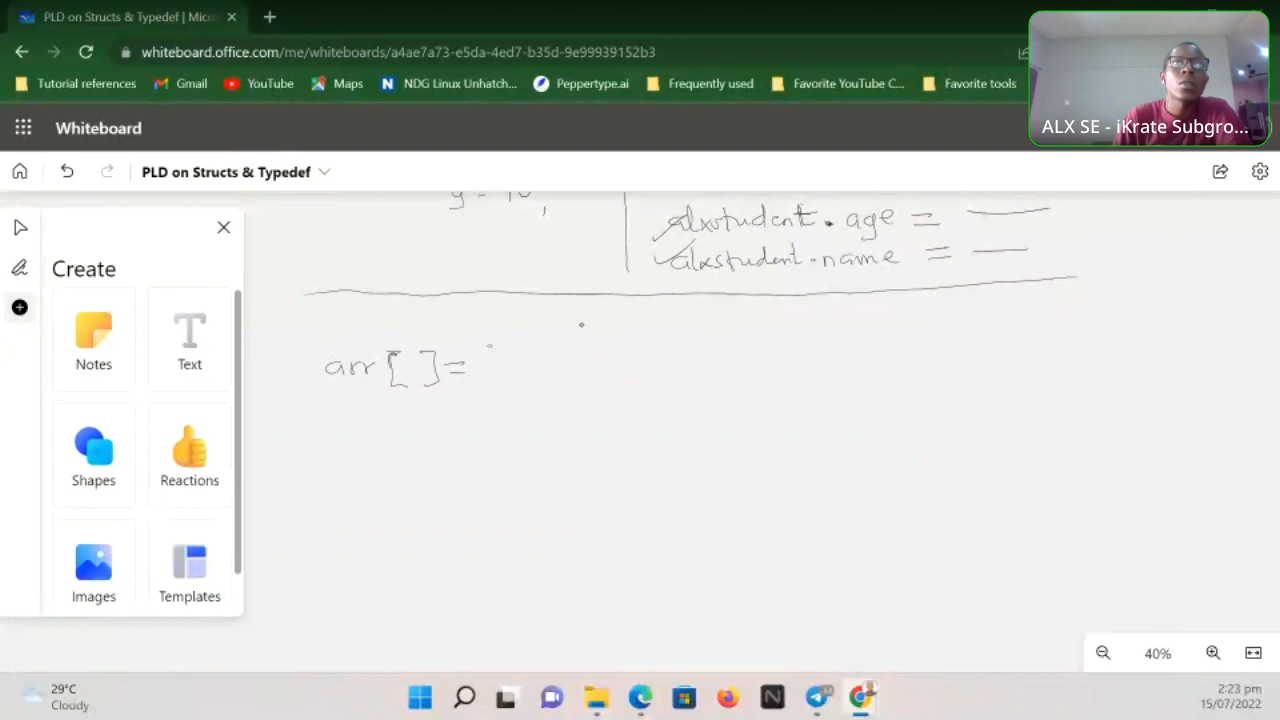 PLD on Structs & Typedef | Micr
whiteboard.office.com/me/whiteboards/a4ae7a73-e5da-4ed7-b35d-9e99939152b3
Tutorial references Gmail YouTube Maps NDG Linux Unhatch... Peppertype.ai Frequently used Favorite YouTube C... Favorite tools
ALX SE - iKrate Subgro...
Whiteboard
PLD on Structs & Typedef
alxstudent.age =
alxstudent.name =
Create
Notes Text
arr[ ]=
Shapes Reactions
Images Templates
40%
29°C
Cloudy
2:23 pm
15/07/2022